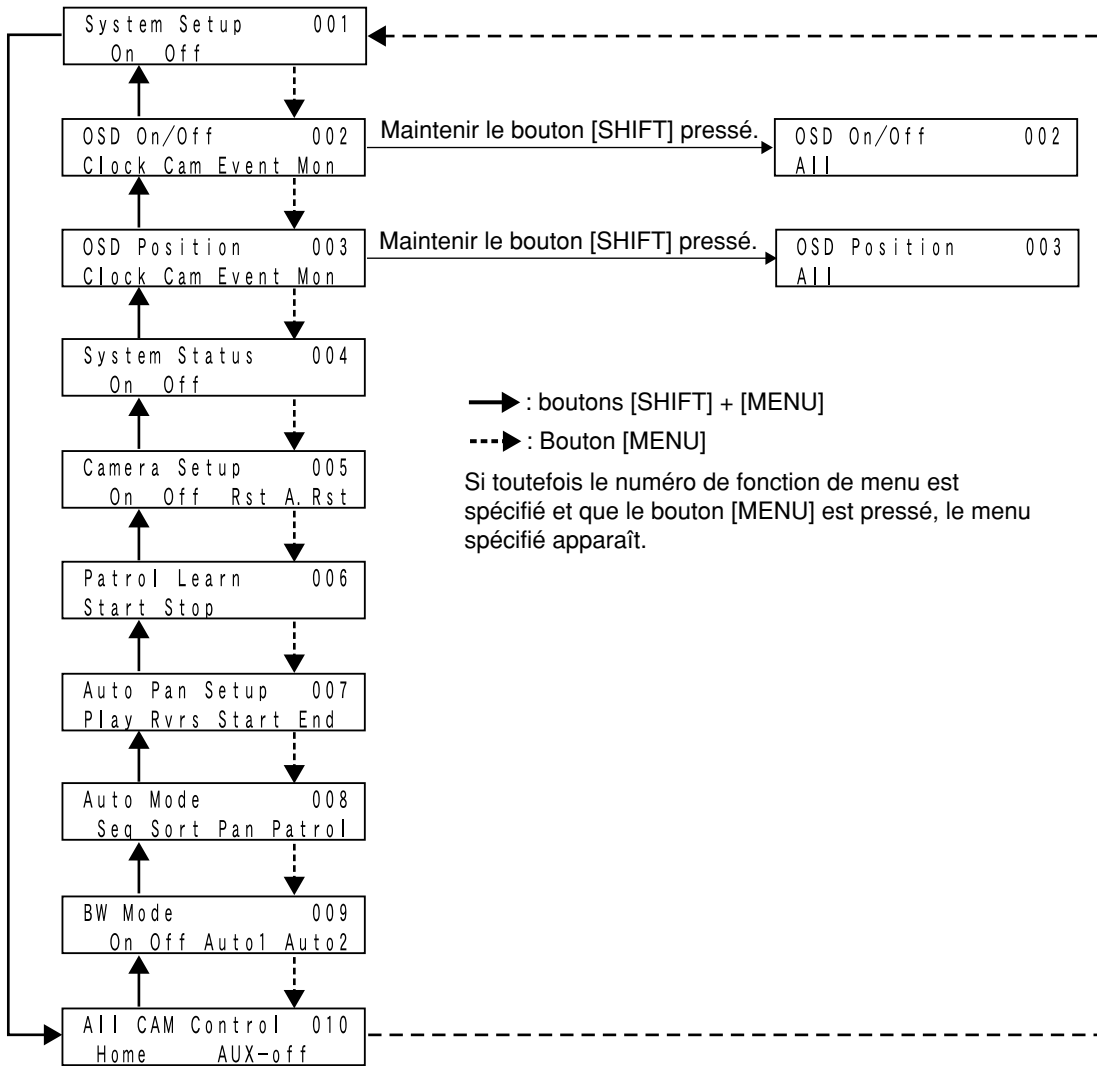 System Setup 001
On Off
OSD On/Off 002
Clock Cam Event Mon
Maintenir le bouton [SHIFT] pressé.
OSD On/Off 002
All
OSD Position 003
Clock Cam Event Mon
Maintenir le bouton [SHIFT] pressé.
OSD Position 003
All
System Status 004
On Off
: boutons [SHIFT] + [MENU]
: Bouton [MENU]
Camera Setup 005
On Off Rst A.Rst
Si toutefois le numéro de fonction de menu est
spécifié et que le bouton [MENU] est pressé, le menu
spécifié apparaît.
Patrol Learn 006
Start Stop
Auto Pan Setup 007
Play Rvrs Start End
Auto Mode 008
Seq Sort Pan Patrol
BW Mode 009
On Off Auto1 Auto2
All CAM Control 010
Home AUX-off